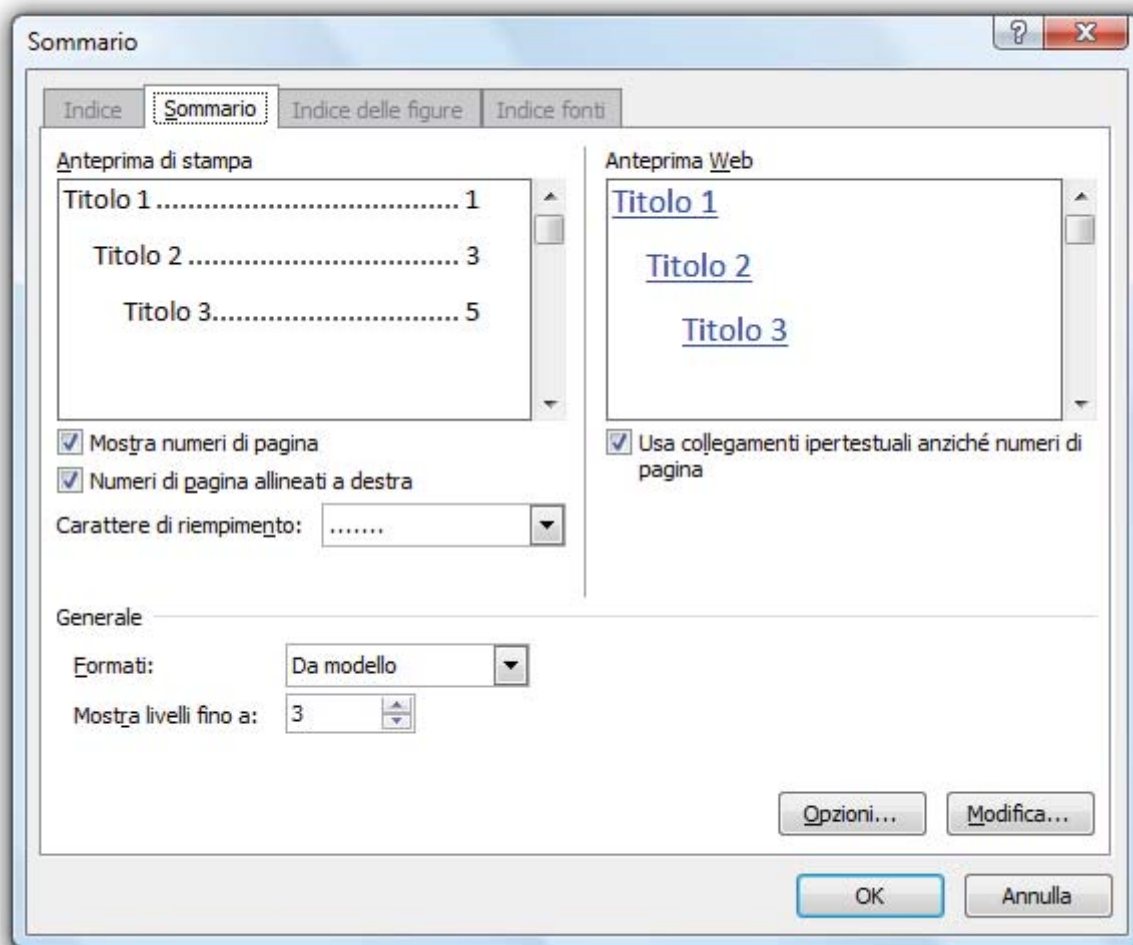 Sommario
Indice
Sommario
Indice delle figure
Indice fonti
Anteprima di stampa
Titolo 1........................................ 1
Titolo 2.................................... 3
Titolo 3................................ 5
Mostra numeri di pagina
Numeri di pagina allineati a destra
Carattere di riempimento: .......
Anteprima Web
Titolo 1
Titolo 2
Titolo 3
Usa collegamenti ipertestuali anziché numeri di
pagina
Generale
Formati: Da modello
Mostra livelli fino a: 3
Opzioni...
Modifica...
OK
Annulla